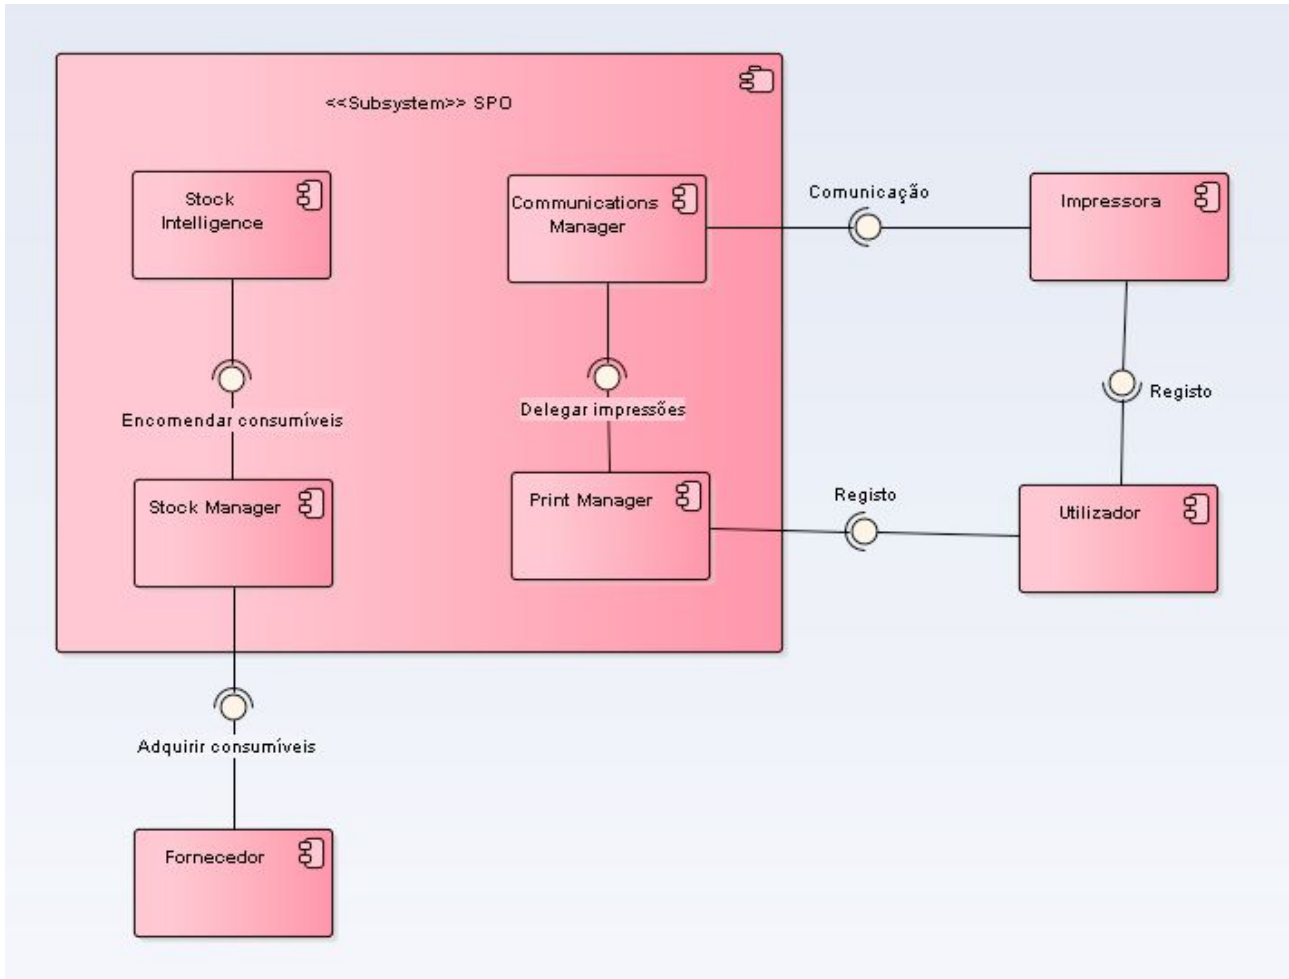 <<Subsystem>> SPO
Stock
Intelligence
Communications
Manager
Comunicação
Impressora
Encomendar consumíveis
Delegar impressões
Registo
Stock Manager
Print Manager
Registo
Utilizador
Adquirir consumíveis
Fornecedor